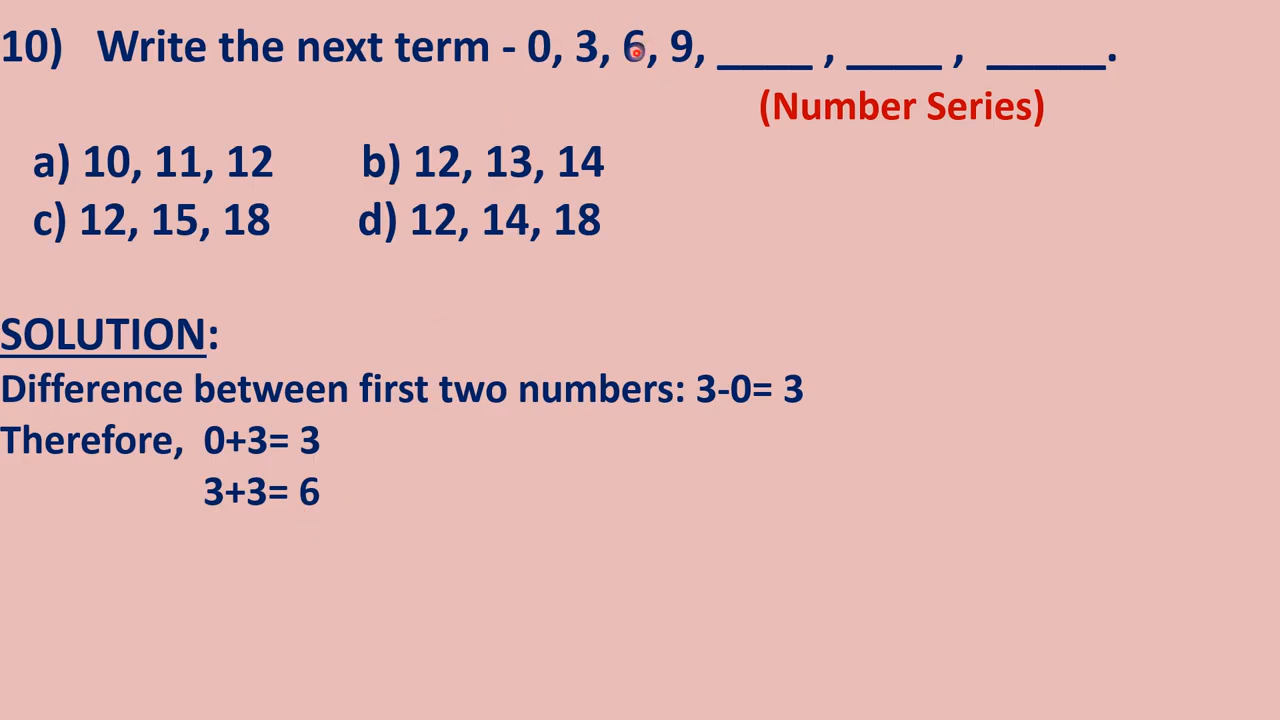 10) Write the next term - 0, 3, 6, 9, ____ , ____ , _____.
(Number Series)
a) 10, 11, 12 b) 12, 13, 14
c) 12, 15, 18 d) 12, 14, 18
SOLUTION:
Difference between first two numbers: 3-0= 3
Therefore, 0+3= 3
3+3= 6